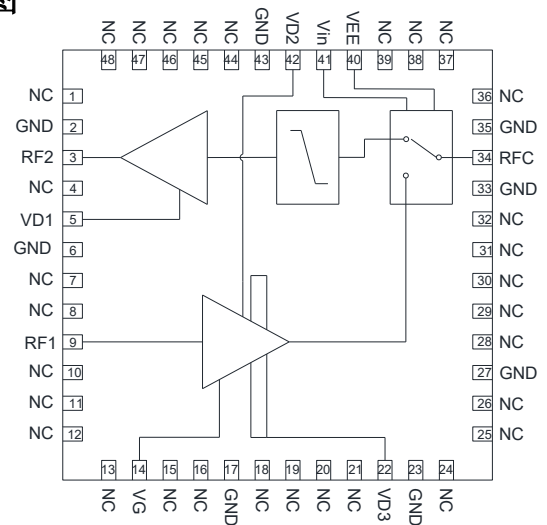 图
NC NC NC NC NC GND VD2 Vin VEE NC NC NC
48 47 46 45 44 43 42 41 40 39 38 37
NC 1
GND 2
RF2 3
NC 4
VD1 5
GND 6
NC 7
NC 8
RF1 9
NC 10
NC 11
NC 12
36 NC
35 GND
34 RFC
33 GND
32 NC
31 NC
30 NC
29 NC
28 NC
27 GND
26 NC
25 NC
13 14 15 16 17 18 19 20 21 22 23 24
NC VG NC NC GND NC NC NC NC VD3 GND NC